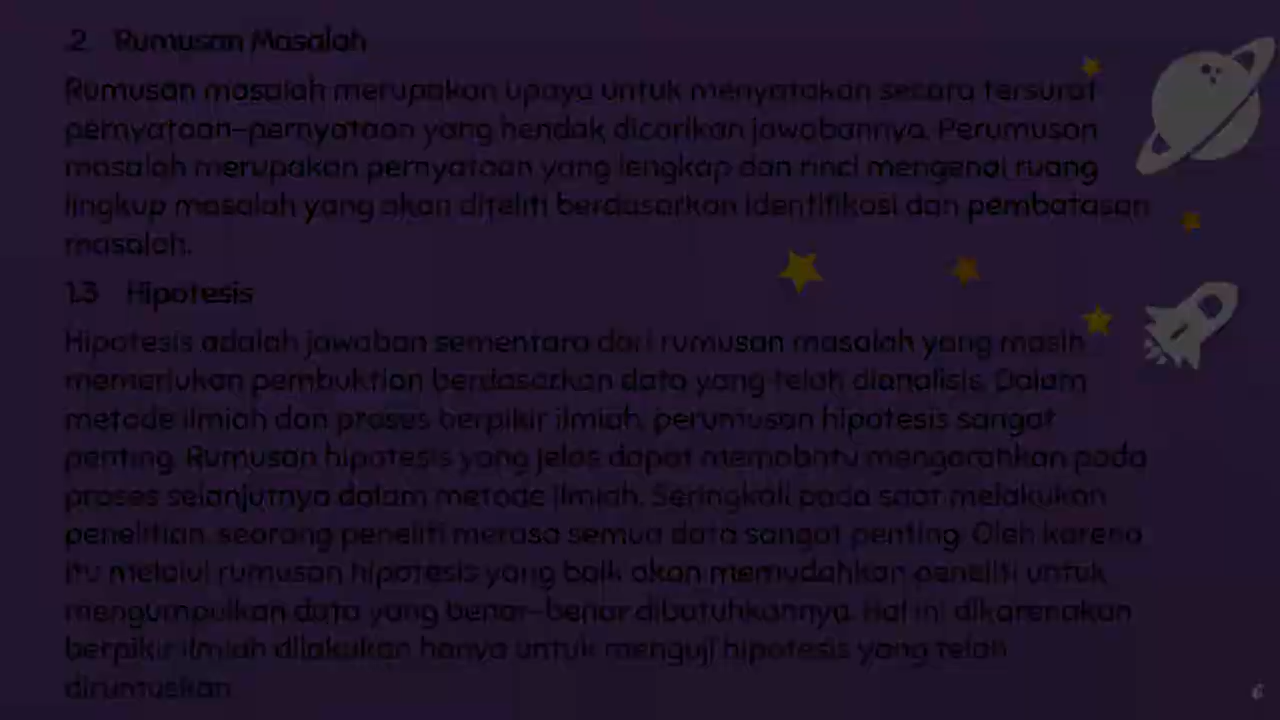 .2 Rumusan Masalah
Rumusan masalah merupakan upaya untuk menyatakan secara tersurat
pernyataan-pernyataan yang hendak dicarikan jawabannya. Perumusan
masalah merupakan pernyataan yang lengkap dan rinci mengenai ruang
lingkup masalah yang akan diteliti berdasarkan identifikasi dan pembatasan
masalah.
1.3 Hipotesis
Hipotesis adalah jawaban sementara dari rumusan masalah yang masih
memerlukan pembuktian berdasarkan data yang telah dianalisis. Dalam
metode ilmiah dan proses berpikir ilmiah, perumusan hipotesis sangat
penting. Rumusan hipotesis yang jelas dapat memabntu mengarahkan pada
proses selanjutnya dalam metode ilmiah. Seringkali pada saat melakukan
penelitian, seorang peneliti merasa semua data sangat penting. Oleh karena
itu melalui rumusan hipotesis yang baik akan memudahkan peneliti untuk
mengumpulkan data yang benar-benar dibutuhkannya. Hal ini dikarenakan
berpikir ilmiah dilakukan hanya untuk menguji hipotesis yang telah
dirumuskan
6